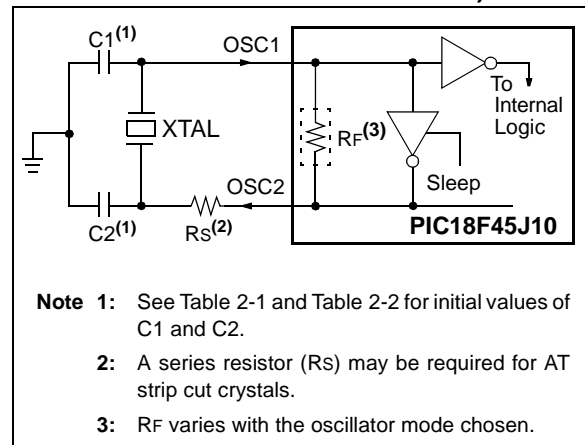 C1(1)
OSC1
To
Internal
Logic
XTAL
RF(3)
Sleep
OSC2
C2(1)
RS(2)
PIC18F45J10
Note 1: See Table 2-1 and Table 2-2 for initial values of
C1 and C2.
2: A series resistor (RS) may be required for AT
strip cut crystals.
3: RF varies with the oscillator mode chosen.